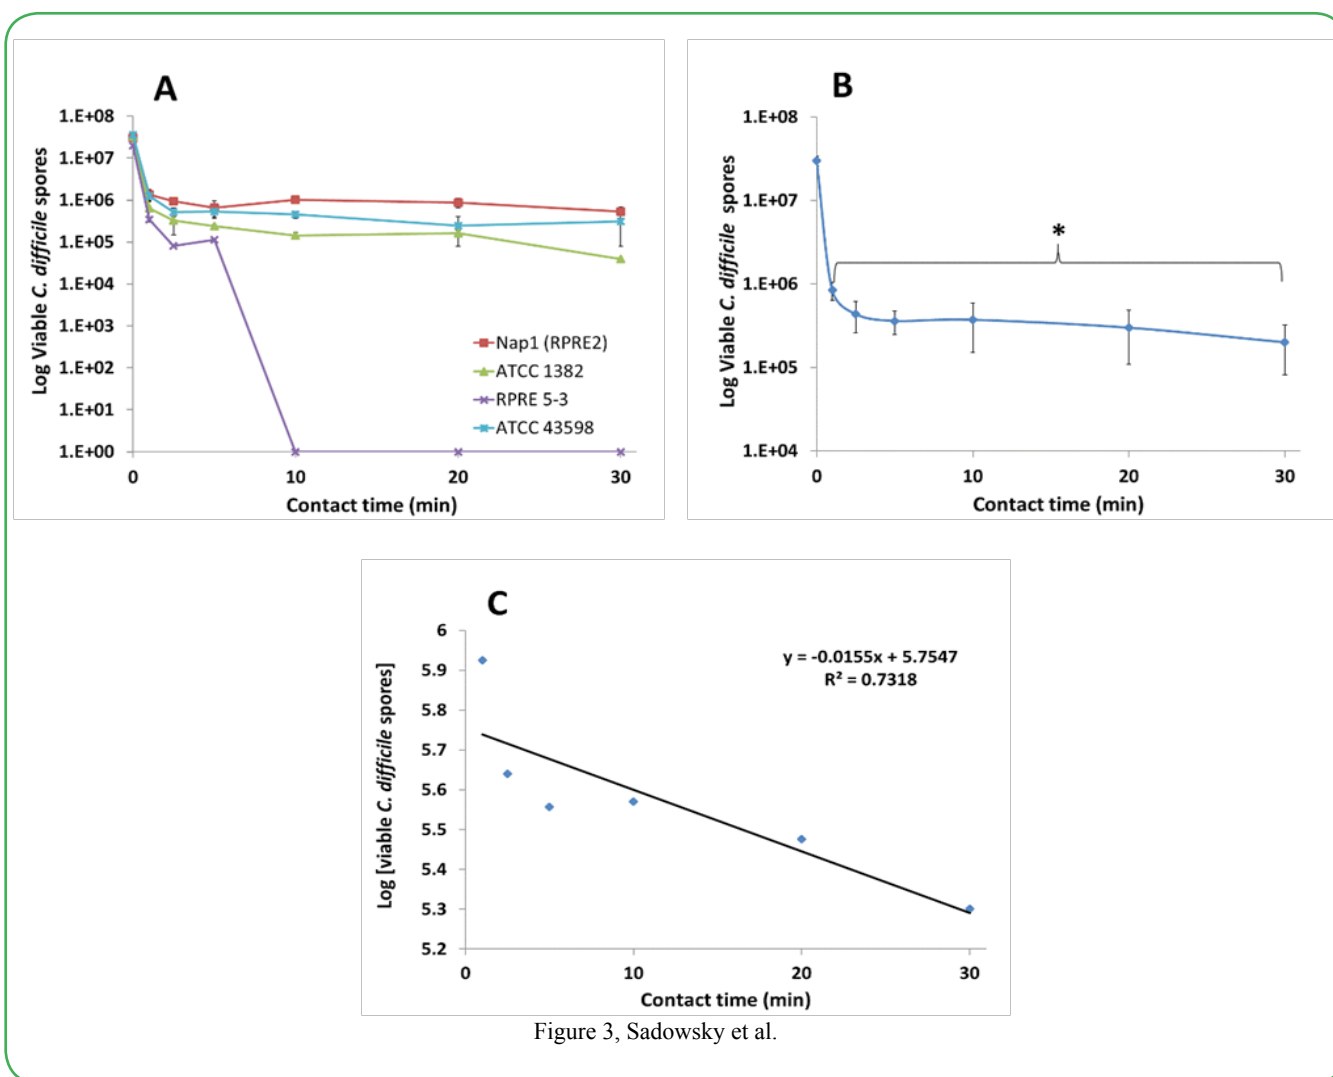 A
1.E+08
1.E+07
1.E+06
1.E+05
1.E+04
1.E+03
1.E+02
1.E+01
1.E+00
Log Viable C. difficile spores
Nap1 (RPRE2)
ATCC 1382
RPRE 5-3
ATCC 43598
0 10 20 30
Contact time (min)
B
1.E+08
1.E+07
1.E+06
1.E+05
1.E+04
Log Viable C. difficile spores
*
0 10 20 30
Contact time (min)
C
6
5.9
5.8
5.7
5.6
5.5
5.4
5.3
5.2
Log [viable C. difficile spores]
y = -0.0155x + 5.7547
R² = 0.7318
0 10 20 30
Contact time (min)
Figure 3, Sadowsky et al.